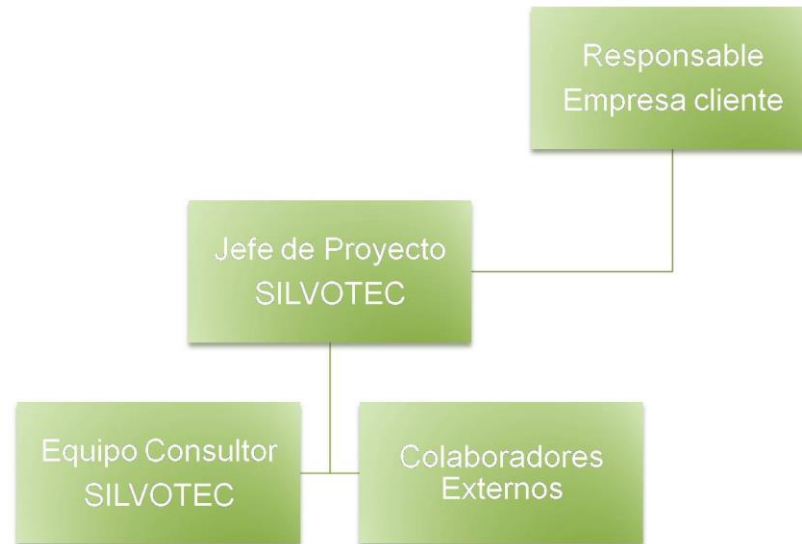 Responsable
Empresa cliente
Jefe de Proyecto
SILVOTEC
Equipo Consultor
SILVOTEC
Colaboradores
Externos